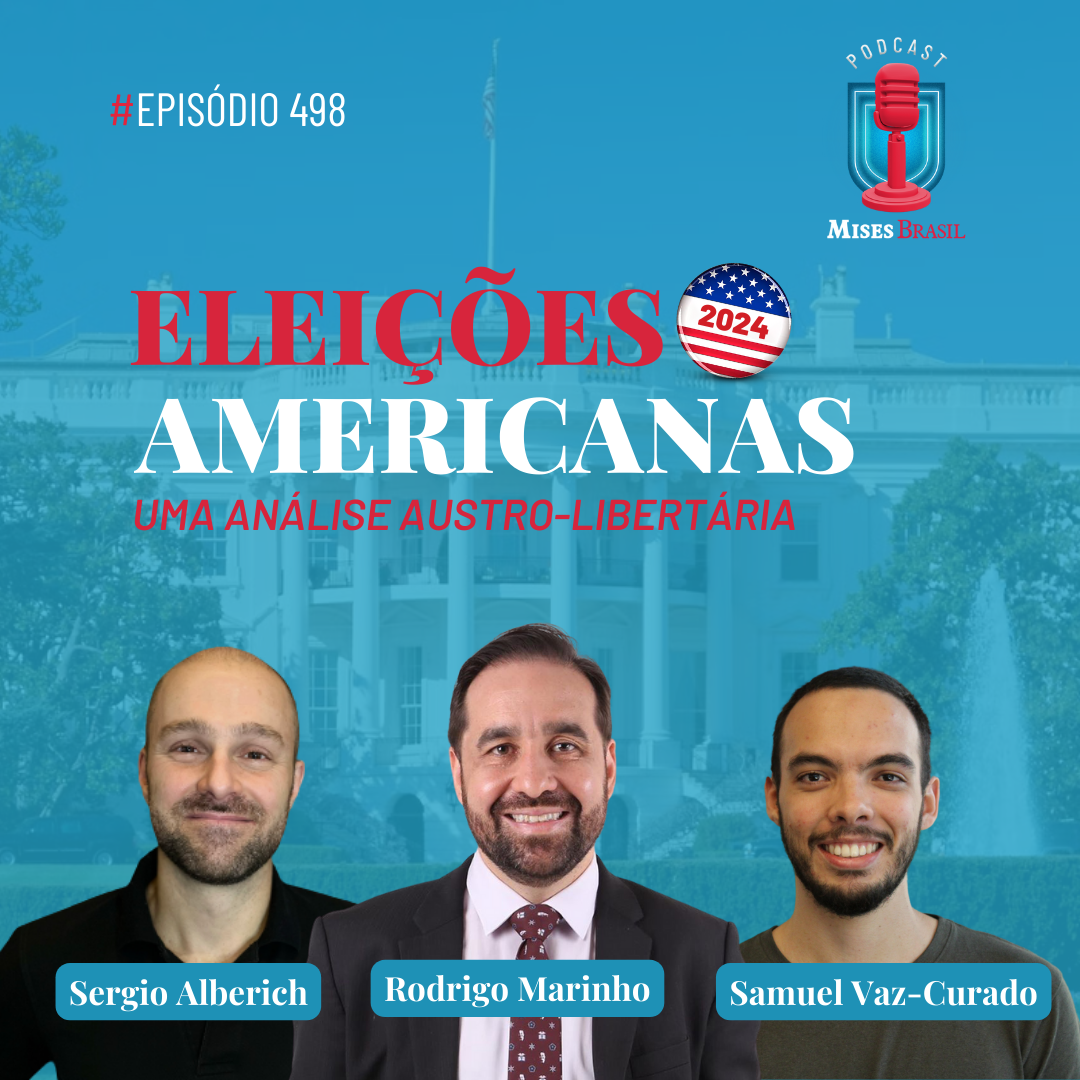 #EPISÓDIO 498
PODCAST
MISES BRASIL
ELEIÇÕES
2024
AMERICANAS
UMA ANÁLISE AUSTRO-LIBERTÁRIA
Sergio Alberich
Rodrigo Marinho
Samuel Vaz-Curado